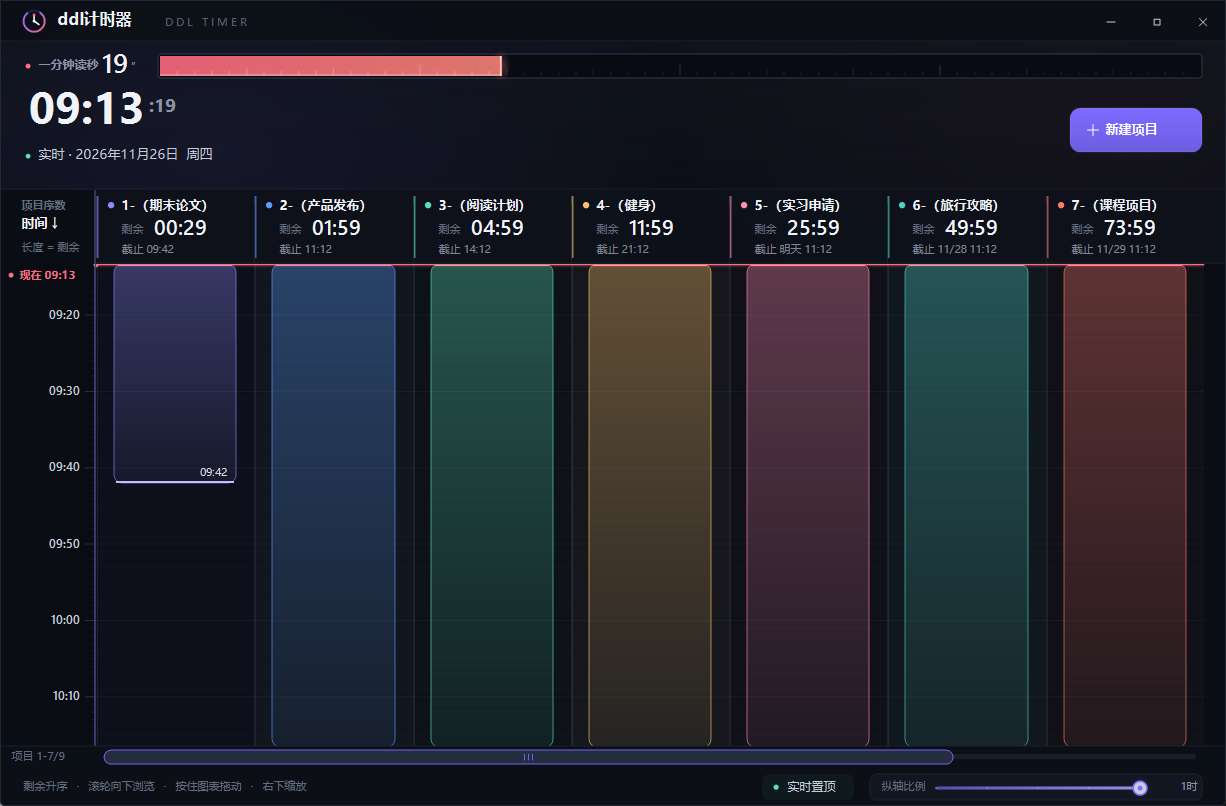 ddl计时器 DDL TIMER
一分钟读秒 19 "
09:13 :19
实时 · 2026年11月26日 周四
+ 新建项目
项目序数
时间 ↓
长度 = 剩余
1-（期末论文）
剩余 00:29
截止 09:42
2-（产品发布）
剩余 01:59
截止 11:12
3-（阅读计划）
剩余 04:59
截止 14:12
4-（健身）
剩余 11:59
截止 21:12
5-（实习申请）
剩余 25:59
截止 明天 11:12
6-（旅行攻略）
剩余 49:59
截止 11/28 11:12
7-（课程项目）
剩余 73:59
截止 11/29 11:12
现在 09:13
09:20
09:30
09:40
09:42
09:50
10:00
10:10
项目 1-7/9
剩余升序 · 滚轮向下浏览 · 按住图表拖动 · 右下缩放
实时置顶
纵轴比例 1时